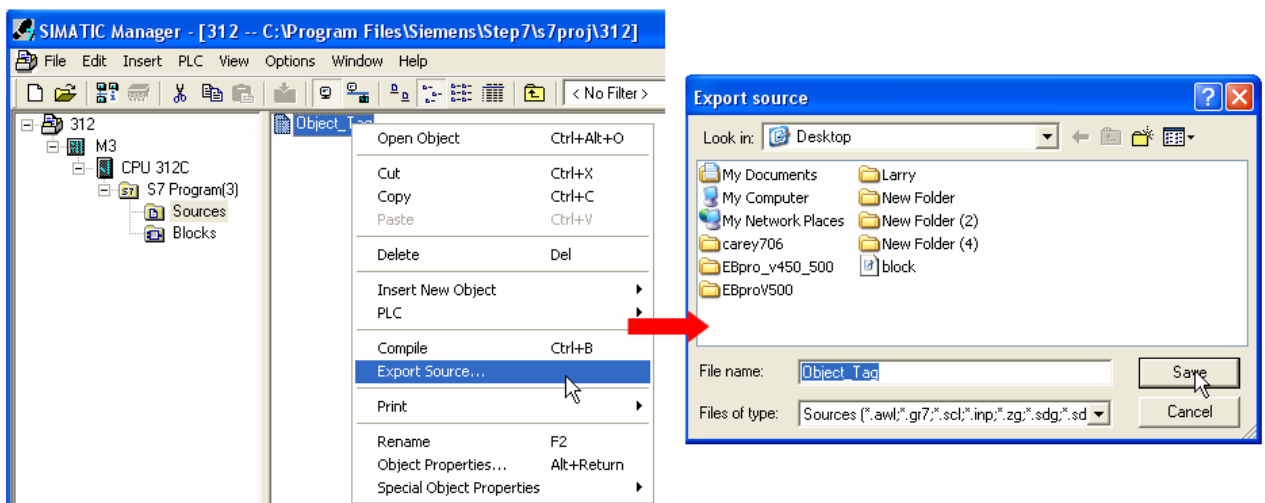 SIMATIC Manager - [312 -- C:\Program Files\Siemens\Step7\s7proj\312]
File Edit Insert PLC View Options Window Help
< No Filter >
312
M3
CPU 312C
S7 Program(3)
Sources
Blocks
Object_Tag
Open Object Ctrl+Alt+O
Cut Ctrl+X
Copy Ctrl+C
Paste Ctrl+V
Delete Del
Insert New Object
PLC
Compile Ctrl+B
Export Source...
Print
Rename F2
Object Properties... Alt+Return
Special Object Properties
Export source
Look in: Desktop
My Documents
My Computer
My Network Places
carey706
EBpro_v450_500
EBproV500
Larry
New Folder
New Folder (2)
New Folder (4)
block
File name: Object_Tag
Save
Files of type: Sources (*.awl;*.gr7;*.scl;*.inp;*.zg;*.sdg;*.sd
Cancel